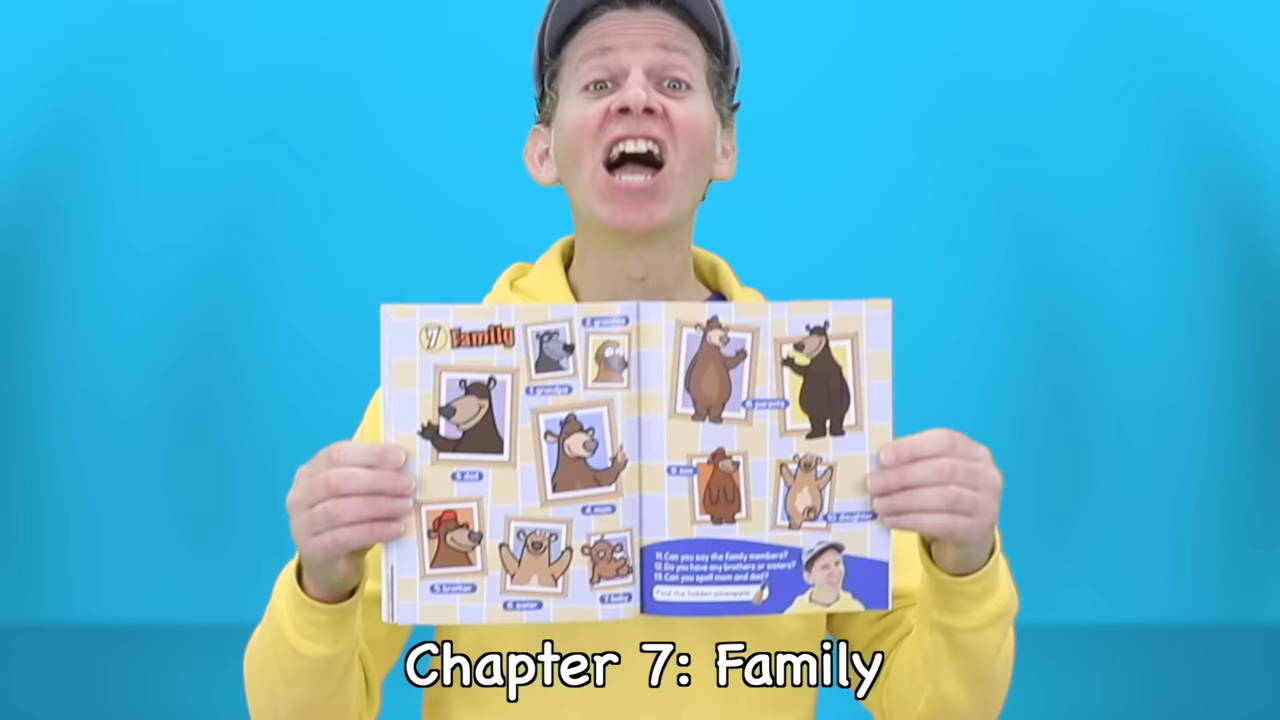 7 Family
2. grandma
1. grandpa
3. dad
4. mom
5. brother
6. sister
7. baby
8. parents
9. son
10. daughter
11. Can you say the family members?
12. Do you have any brothers or sisters?
13. Can you spell mom and dad?
Find the hidden pineapple
Chapter 7: Family